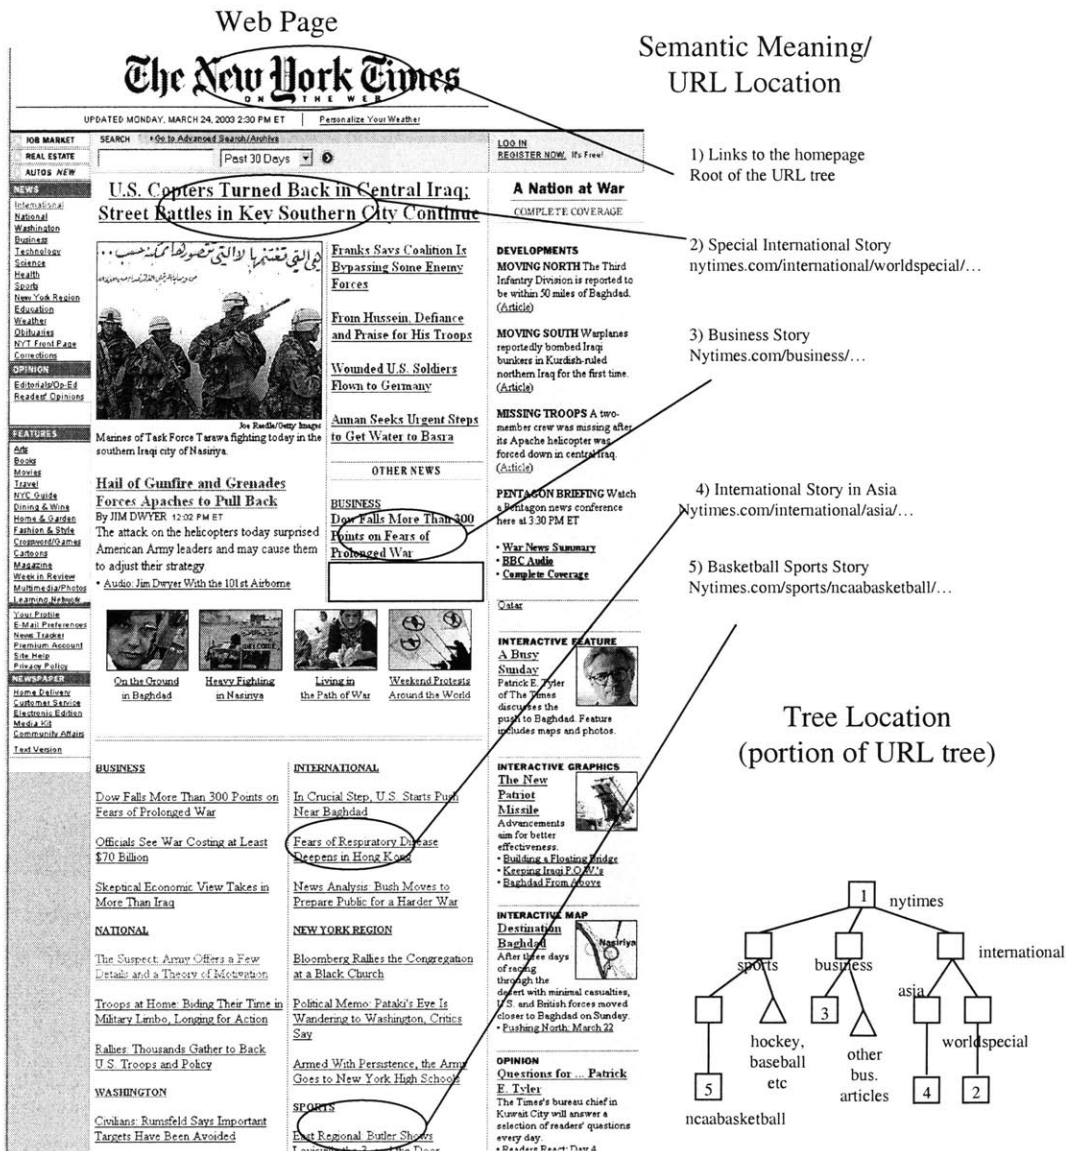 Web Page
Semantic Meaning/
URL Location
The New York Times
ON THE WEB
UPDATED MONDAY, MARCH 24, 2003 2:30 PM ET
Personalize Your Weather
JOB MARKET
REAL ESTATE
AUTOS NEW
SEARCH
Go to Advanced Search/Archive
Past 30 Days
LOG IN
REGISTER NOW. It's Free!
NEWS
International
National
Washington
Business
Technology
Science
Health
Sports
New York Region
Education
Weather
Obituaries
NYT Front Page
Corrections
OPINION
Editorials/Op-Ed
Readers' Opinions
FEATURES
Arts
Books
Movies
Travel
NYC Guide
Dining & Wine
Home & Garden
Fashion & Style
Crossword/Games
Cartoons
Magazine
Week in Review
Multimedia/Photos
Learning Network
Your Profile
E-Mail Preferences
News Tracker
Premium Account
Site Help
Privacy Policy
NEWSPAPER
Home Delivery
Customer Service
Electronic Edition
Media Kit
Community Affairs
Text Version
U.S. Copters Turned Back in Central Iraq;
Street Battles in Key Southern City Continue
Joe Raedle/Getty Images
Marines of Task Force Tarawa fighting today in the
southern Iraqi city of Nasiriya.
Hail of Gunfire and Grenades
Forces Apaches to Pull Back
By JIM DWYER 12:02 PM ET
The attack on the helicopters today surprised
American Army leaders and may cause them
to adjust their strategy.
• Audio: Jim Dwyer With the 101st Airborne
Franks Says Coalition Is
Bypassing Some Enemy
Forces
From Hussein, Defiance
and Praise for His Troops
Wounded U.S. Soldiers
Flown to Germany
Annan Seeks Urgent Steps
to Get Water to Basra
OTHER NEWS
BUSINESS
Dow Falls More Than 300
Points on Fears of
Prolonged War
On the Ground
in Baghdad
Heavy Fighting
in Nasiriya
Living in
the Path of War
Weekend Protests
Around the World
BUSINESS
Dow Falls More Than 300 Points on
Fears of Prolonged War
Officials See War Costing at Least
$70 Billion
Skeptical Economic View Takes in
More Than Iraq
NATIONAL
The Suspect: Army Offers a Few
Details and a Theory of Motivation
Troops at Home: Biding Their Time in
Military Limbo, Longing for Action
Rallies: Thousands Gather to Back
U.S. Troops and Policy
WASHINGTON
Civilians: Rumsfeld Says Important
Targets Have Been Avoided
INTERNATIONAL
In Crucial Step, U.S. Starts Push
Near Baghdad
Fears of Respiratory Disease
Deepens in Hong Kong
News Analysis: Bush Moves to
Prepare Public for a Harder War
NEW YORK REGION
Bloomberg Rallies the Congregation
at a Black Church
Political Memo: Pataki's Eye Is
Wandering to Washington, Critics
Say
Armed With Persistence, the Army
Goes to New York High Schools
SPORTS
East Regional: Butler Shows
A Nation at War
COMPLETE COVERAGE
DEVELOPMENTS
MOVING NORTH The Third
Infantry Division is reported to
be within 50 miles of Baghdad.
(Article)
MOVING SOUTH Warplanes
reportedly bombed Iraqi
bunkers in Kurdish-ruled
northern Iraq for the first time.
(Article)
MISSING TROOPS A two-
member crew was missing after
its Apache helicopter was
forced down in central Iraq.
(Article)
PENTAGON BRIEFING Watch
a Pentagon news conference
here at 3:30 PM ET
• War News Summary
• BBC Audio
• Complete Coverage
Qatar
INTERACTIVE FEATURE
A Busy
Sunday
Patrick E. Tyler
of The Times
discusses the
push to Baghdad. Feature
includes maps and photos.
INTERACTIVE GRAPHICS
The New
Patriot
Missile
Advancements
aim for better
effectiveness.
• Building a Floating Bridge
• Keeping Iraqi P.O.W.'s
• Baghdad From Above
INTERACTIVE MAP
Destination
Baghdad
After three days
of racing
through the
desert with minimal casualties,
U.S. and British forces moved
closer to Baghdad on Sunday.
• Pushing North: March 22
Nasiriya
OPINION
Questions for ... Patrick
E. Tyler
The Times's bureau chief in
Kuwait City will answer a
selection of readers' questions
every day.
• Readers React: Day 4
1) Links to the homepage
Root of the URL tree
2) Special International Story
nytimes.com/international/worldspecial/…
3) Business Story
Nytimes.com/business/…
4) International Story in Asia
Nytimes.com/international/asia/…
5) Basketball Sports Story
Nytimes.com/sports/ncaabasketball/…
Tree Location
(portion of URL tree)
1 nytimes
sports
business
international
asia
3
worldspecial
hockey,
baseball
etc
other
bus.
articles
5
4
2
ncaabasketball